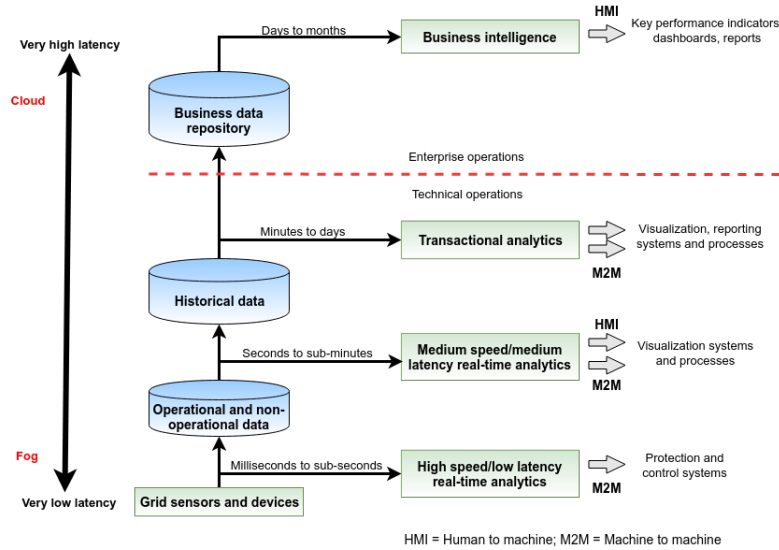 HMI
Days to months
Business intelligence
Key performance indicators
dashboards, reports
Very high latency
Cloud
Business data
repository
Enterprise operations
Technical operations
Minutes to days
Transactional analytics
Visualization, reporting
systems and processes
M2M
Historical data
HMI
Seconds to sub-minutes
Medium speed/medium
latency real-time analytics
Visualization systems
and processes
M2M
Operational and non-
operational data
Fog
Milliseconds to sub-seconds
High speed/low latency
real-time analytics
Protection and
control systems
M2M
Very low latency
Grid sensors and devices
HMI = Human to machine; M2M = Machine to machine